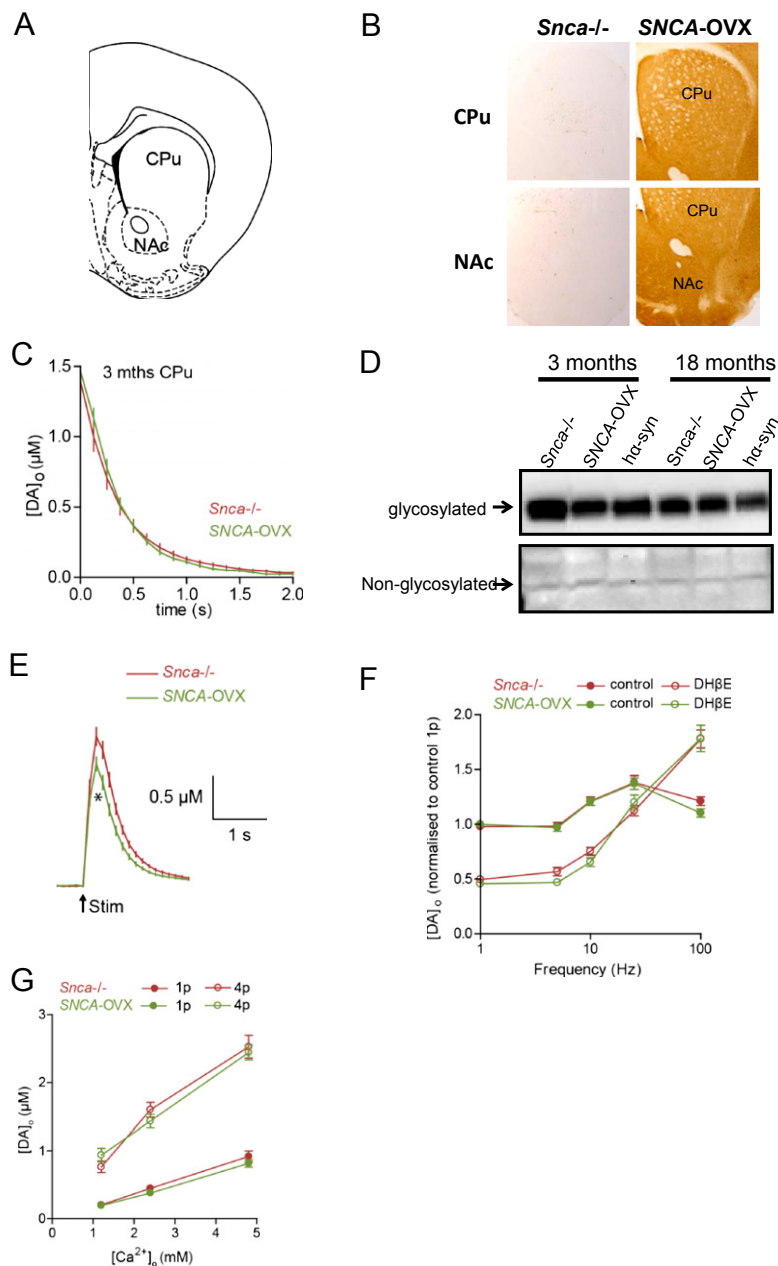 A
CPu
NAc
B
Snca-/- SNCA-OVX
CPu
CPu
NAc
CPu
NAc
C
3 mths CPu
[DA]o (µM)
1.5
1.0
0.5
0.0
Snca-/-
SNCA-OVX
0.0 0.5 1.0 1.5 2.0
time (s)
D
3 months 18 months
Snca-/- SNCA-OVX hα-syn Snca-/- SNCA-OVX hα-syn
glycosylated
Non-glycosylated
E
Snca-/-
SNCA-OVX
0.5 µM
1 s
*
Stim
F
Snca-/- control DHβE
SNCA-OVX control DHβE
[DA]o (normalised to control 1p)
2.0
1.5
1.0
0.5
0.0
1 10 100
Frequency (Hz)
G
Snca-/- 1p 4p
SNCA-OVX 1p 4p
[DA]o (µM)
3
2
1
0
0 1 2 3 4 5
[Ca2+]o (mM)